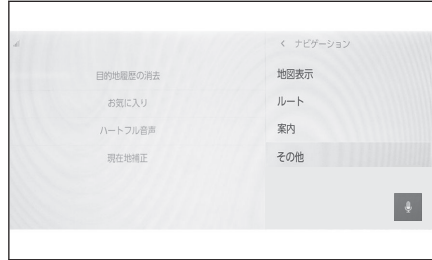 目的地履歴の消去
お気に入り
ハートフル音声
現在地補正
< ナビゲーション
地図表示
ルート
案内
その他